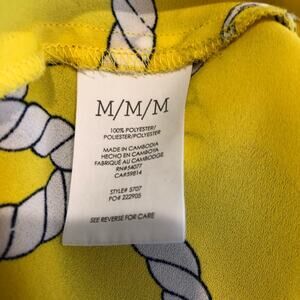 M/M/M
100% POLYESTER/
POLIESTER/POLYESTER
MADE IN CAMBODIA
HECHO EN CAMBOYA
FABRIQUÉ AU CAMBODGE
RN#54077
CA#59814
STYLE# 5707
PO# 222905
SEE REVERSE FOR CARE